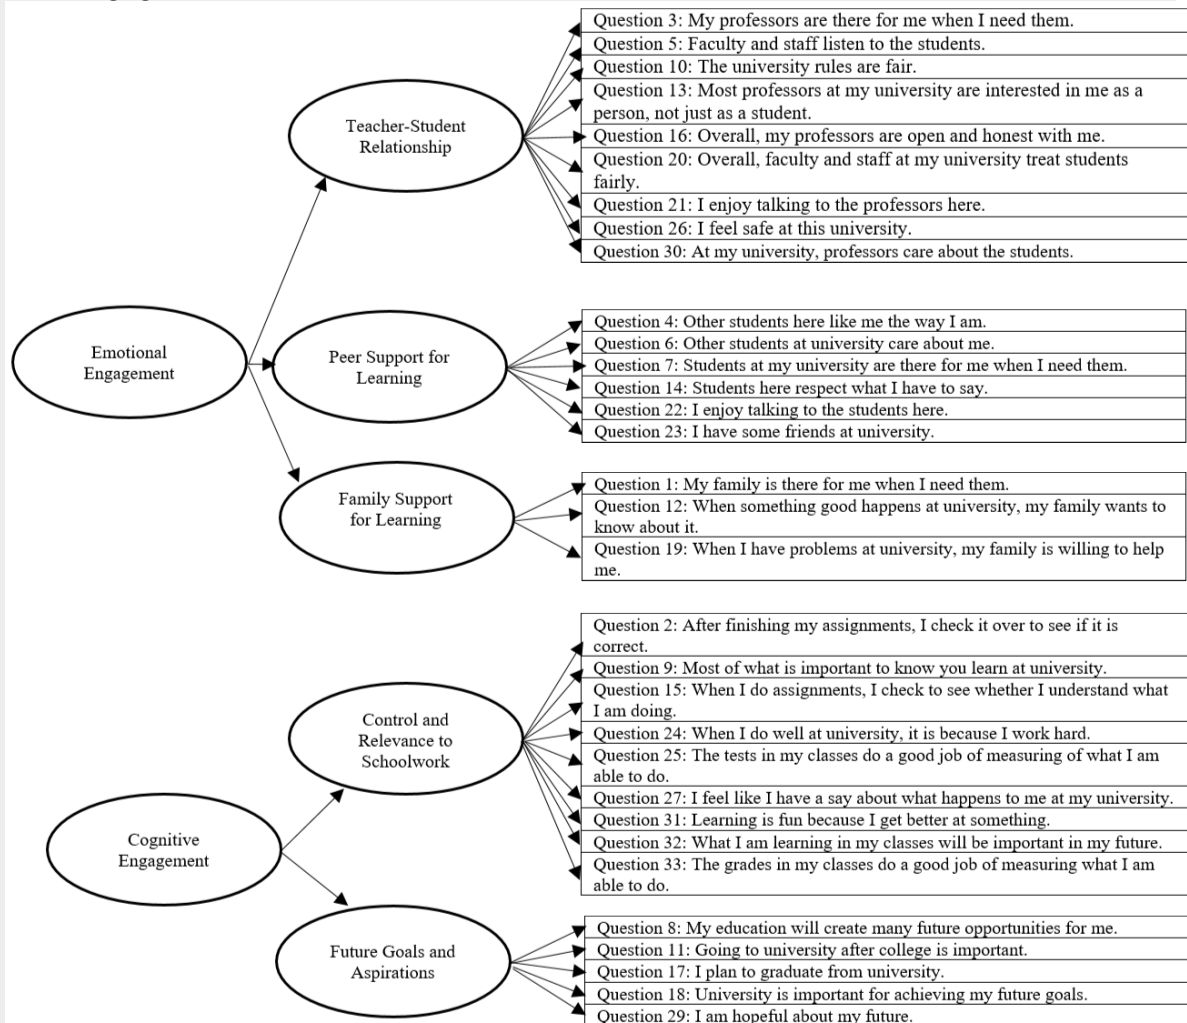 Teacher-Student
Relationship
Question 3: My professors are there for me when I need them.
Question 5: Faculty and staff listen to the students.
Question 10: The university rules are fair.
Question 13: Most professors at my university are interested in me as a
person, not just as a student.
Question 16: Overall, my professors are open and honest with me.
Question 20: Overall, faculty and staff at my university treat students
fairly.
Question 21: I enjoy talking to the professors here.
Question 26: I feel safe at this university.
Question 30: At my university, professors care about the students.
Emotional
Engagement
Peer Support for
Learning
Question 4: Other students here like me the way I am.
Question 6: Other students at university care about me.
Question 7: Students at my university are there for me when I need them.
Question 14: Students here respect what I have to say.
Question 22: I enjoy talking to the students here.
Question 23: I have some friends at university.
Family Support
for Learning
Question 1: My family is there for me when I need them.
Question 12: When something good happens at university, my family wants to
know about it.
Question 19: When I have problems at university, my family is willing to help
me.
Control and
Relevance to
Schoolwork
Question 2: After finishing my assignments, I check it over to see if it is
correct.
Question 9: Most of what is important to know you learn at university.
Question 15: When I do assignments, I check to see whether I understand what
I am doing.
Question 24: When I do well at university, it is because I work hard.
Question 25: The tests in my classes do a good job of measuring of what I am
able to do.
Question 27: I feel like I have a say about what happens to me at my university.
Question 31: Learning is fun because I get better at something.
Question 32: What I am learning in my classes will be important in my future.
Question 33: The grades in my classes do a good job of measuring what I am
able to do.
Cognitive
Engagement
Future Goals and
Aspirations
Question 8: My education will create many future opportunities for me.
Question 11: Going to university after college is important.
Question 17: I plan to graduate from university.
Question 18: University is important for achieving my future goals.
Question 29: I am hopeful about my future.